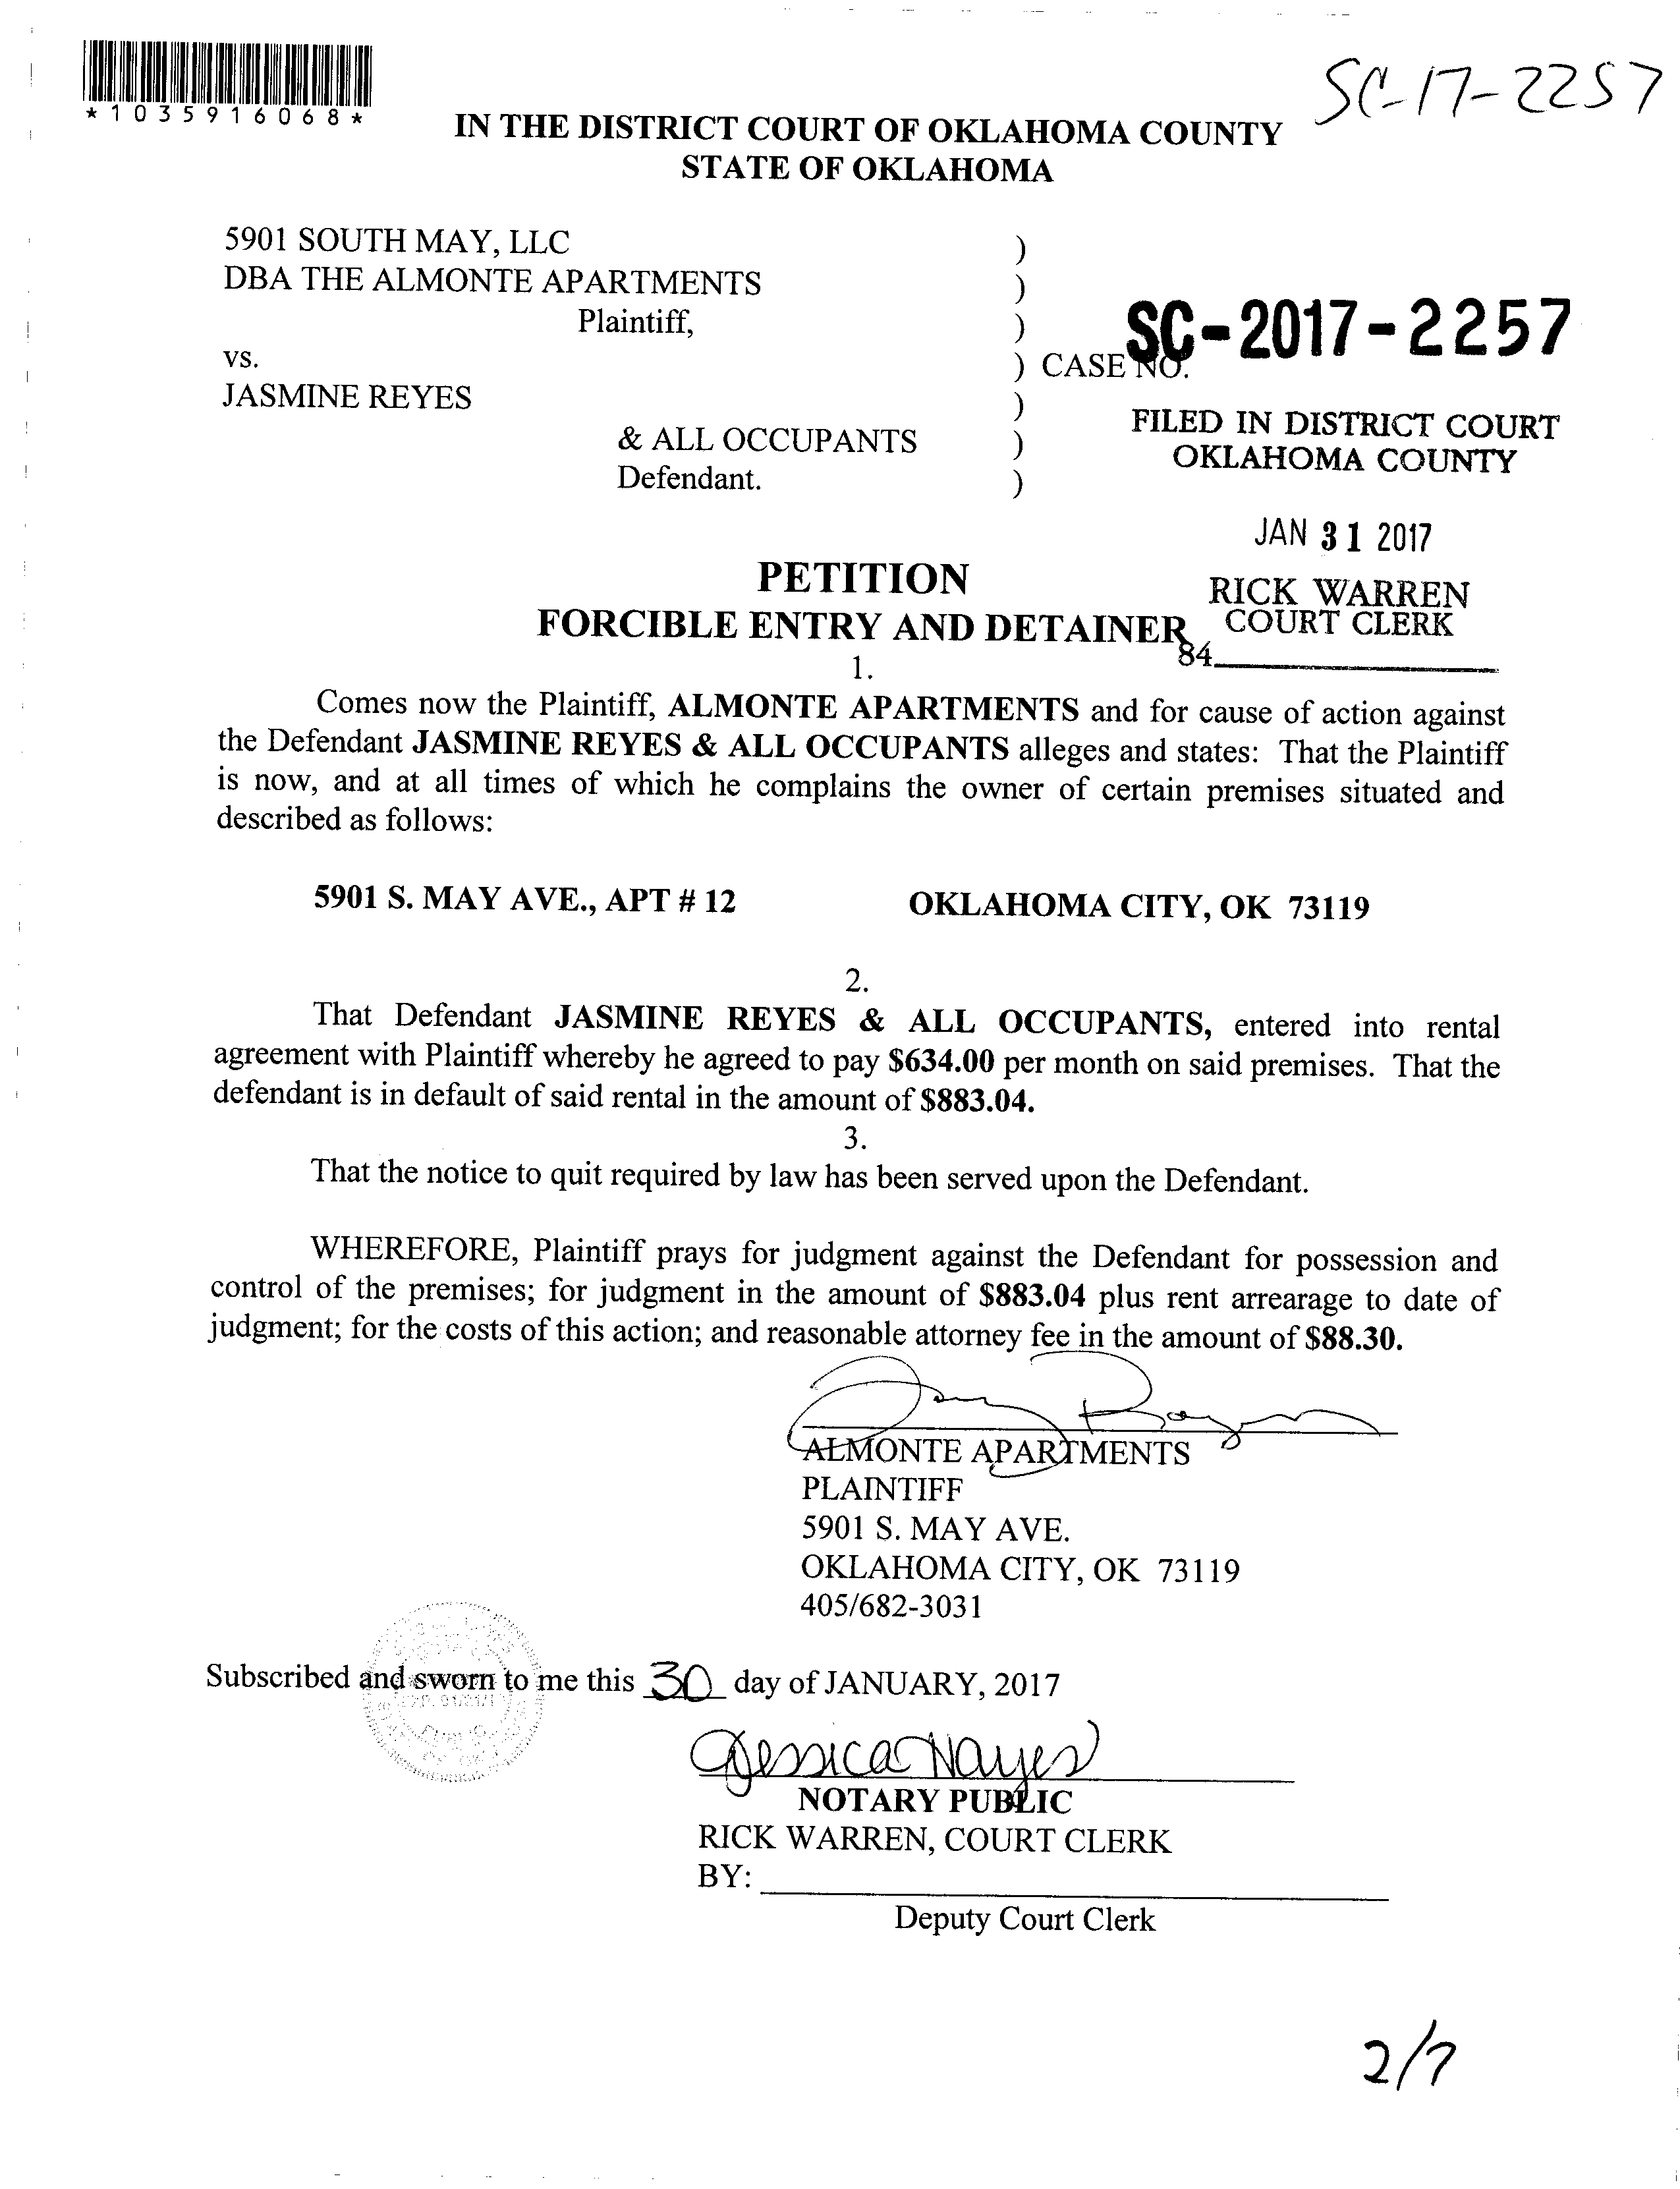 SC-17-2257
*1035916068*
IN THE DISTRICT COURT OF OKLAHOMA COUNTY
STATE OF OKLAHOMA
5901 SOUTH MAY, LLC )
DBA THE ALMONTE APARTMENTS )
Plaintiff, )
vs. ) CASE NO. SC-2017-2257
JASMINE REYES )
& ALL OCCUPANTS )
Defendant. )
FILED IN DISTRICT COURT
OKLAHOMA COUNTY
JAN 31 2017
RICK WARREN
COURT CLERK
84
PETITION
FORCIBLE ENTRY AND DETAINER
1.
Comes now the Plaintiff, ALMONTE APARTMENTS and for cause of action against
the Defendant JASMINE REYES & ALL OCCUPANTS alleges and states: That the Plaintiff
is now, and at all times of which he complains the owner of certain premises situated and
described as follows:
5901 S. MAY AVE., APT # 12 OKLAHOMA CITY, OK 73119
2.
That Defendant JASMINE REYES & ALL OCCUPANTS, entered into rental
agreement with Plaintiff whereby he agreed to pay $634.00 per month on said premises. That the
defendant is in default of said rental in the amount of $883.04.
3.
That the notice to quit required by law has been served upon the Defendant.
WHEREFORE, Plaintiff prays for judgment against the Defendant for possession and
control of the premises; for judgment in the amount of $883.04 plus rent arrearage to date of
judgment; for the costs of this action; and reasonable attorney fee in the amount of $88.30.
ALMONTE APARTMENTS
PLAINTIFF
5901 S. MAY AVE.
OKLAHOMA CITY, OK 73119
405/682-3031
Subscribed and sworn to me this 30 day of JANUARY, 2017
Jessica Hayes
NOTARY PUBLIC
RICK WARREN, COURT CLERK
BY:
Deputy Court Clerk
2/7